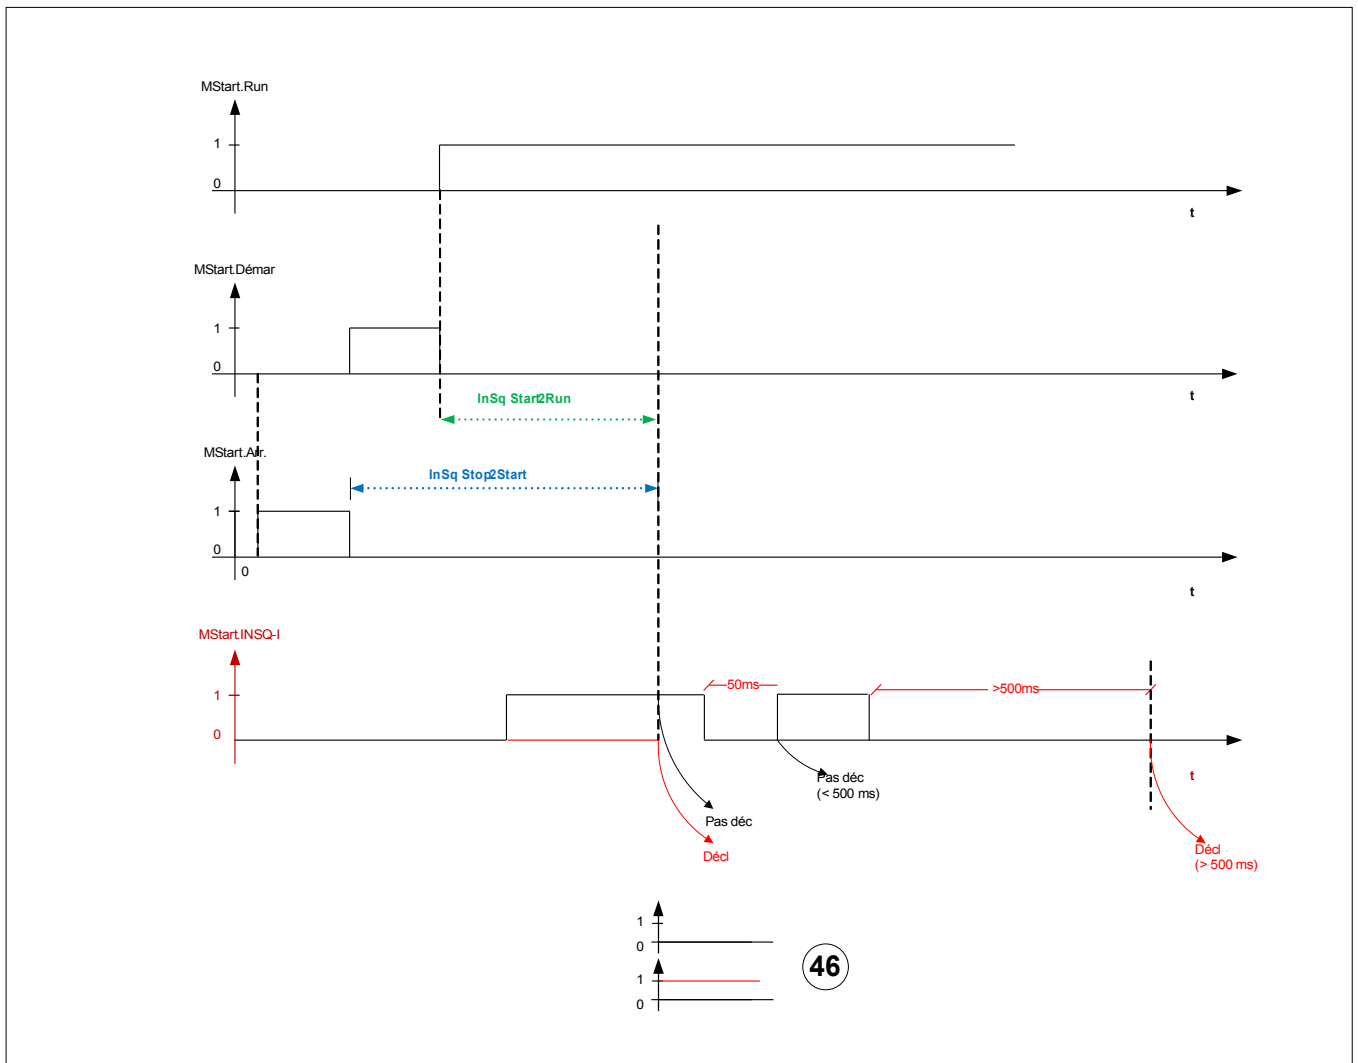 MStart.Run
1
0
t
MStart.Démar
1
0
t
InSq Start2Run
MStart.Arr.
InSq Stop2Start
1
0
0
t
MStart.INSQ-I
50ms
>500ms
1
0
t
Pas déc
(< 500 ms)
Pas déc
Décl
Décl
(> 500 ms)
1
0
46
1
0